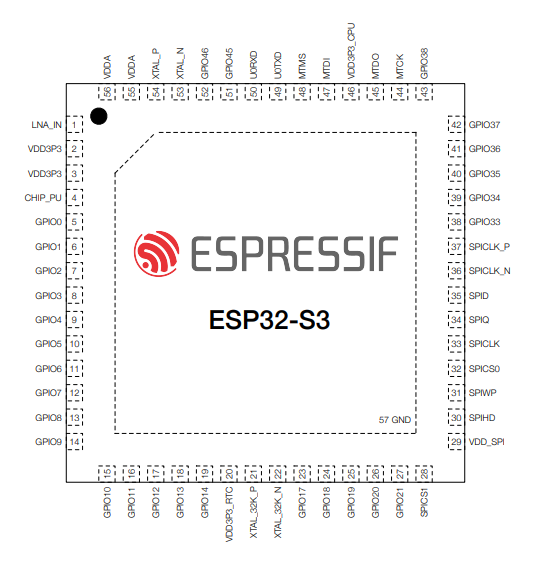 VDDA
VDDA
XTAL_P
XTAL_N
GPIO46
GPIO45
U0RXD
U0TXD
MTMS
MTDI
VDD3P3_CPU
MTDO
MTCK
GPIO38
56 55 54 53 52 51 50 49 48 47 46 45 44 43
LNA_IN 1 42 GPIO37
VDD3P3 2 41 GPIO36
VDD3P3 3 40 GPIO35
CHIP_PU 4 39 GPIO34
GPIO0 5 38 GPIO33
GPIO1 6 37 SPICLK_P
GPIO2 7 36 SPICLK_N
GPIO3 8 35 SPID
GPIO4 9 34 SPIQ
GPIO5 10 33 SPICLK
GPIO6 11 32 SPICS0
GPIO7 12 31 SPIWP
GPIO8 13 30 SPIHD
GPIO9 14 29 VDD_SPI
ESPRESSIF
ESP32-S3
57 GND
15 16 17 18 19 20 21 22 23 24 25 26 27 28
GPIO10
GPIO11
GPIO12
GPIO13
GPIO14
VDD3P3_RTC
XTAL_32K_P
XTAL_32K_N
GPIO17
GPIO18
GPIO19
GPIO20
GPIO21
SPICS1